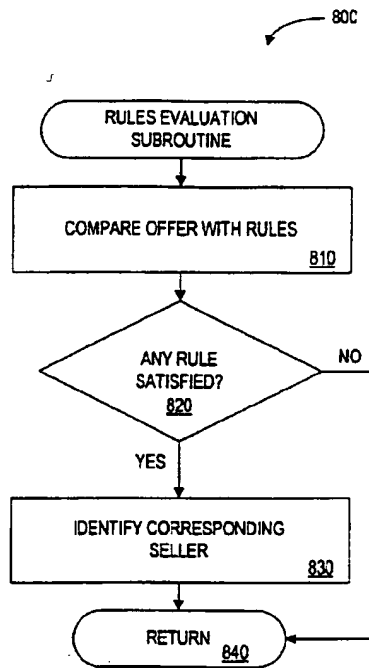 800
RULES EVALUATION
SUBROUTINE
COMPARE OFFER WITH RULES
810
ANY RULE
SATISFIED?
820
NO
YES
IDENTIFY CORRESPONDING
SELLER
830
RETURN
840